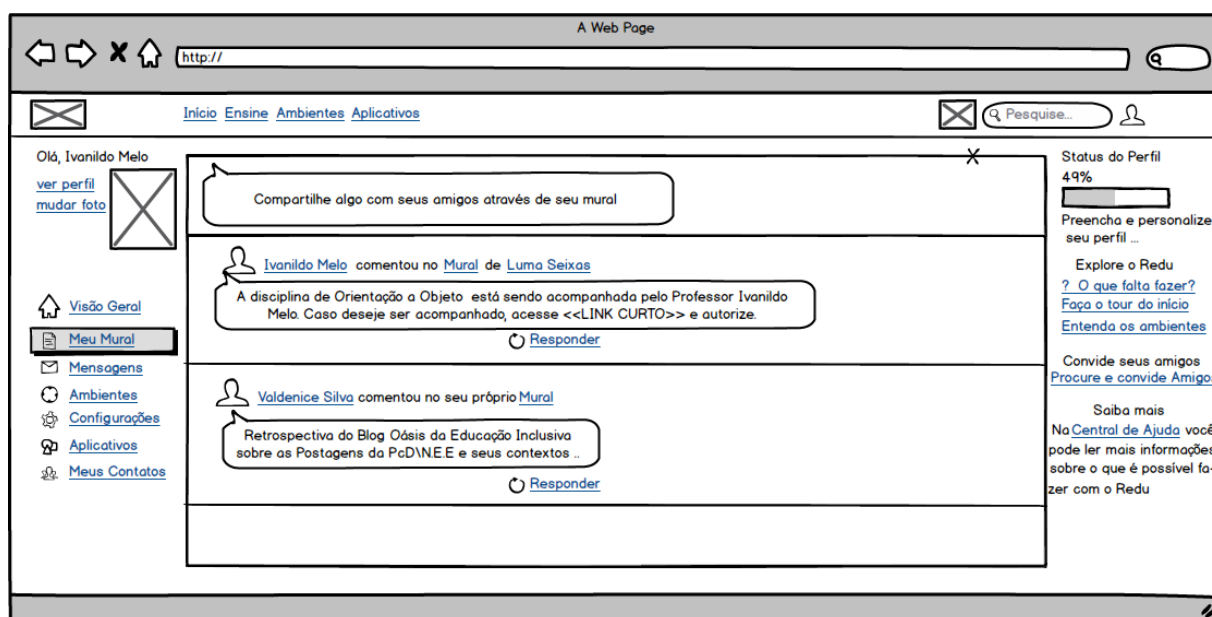 A Web Page
http://
Início Ensine Ambientes Aplicativos
Pesquise...
Olá, Ivanildo Melo
ver perfil
mudar foto
Visão Geral
Meu Mural
Mensagens
Ambientes
Configurações
Aplicativos
Meus Contatos
Compartilhe algo com seus amigos através de seu mural
Ivanildo Melo comentou no Mural de Luma Seixas
A disciplina de Orientação a Objeto está sendo acompanhada pelo Professor Ivanildo
Melo. Caso deseje ser acompanhado, acesse <<LINK CURTO>> e autorize.
Responder
Valdenice Silva comentou no seu próprio Mural
Retrospectiva do Blog Oásis da Educação Inclusiva
sobre as Postagens da PcD\N.E.E e seus contextos ..
Responder
Status do Perfil
49%
Preencha e personalize
seu perfil ...
Explore o Redu
? O que falta fazer?
Faça o tour do início
Entenda os ambientes
Convide seus amigos
Procure e convide Amigos
Saiba mais
Na Central de Ajuda você
pode ler mais informações
sobre o que é possível fa-
zer com o Redu